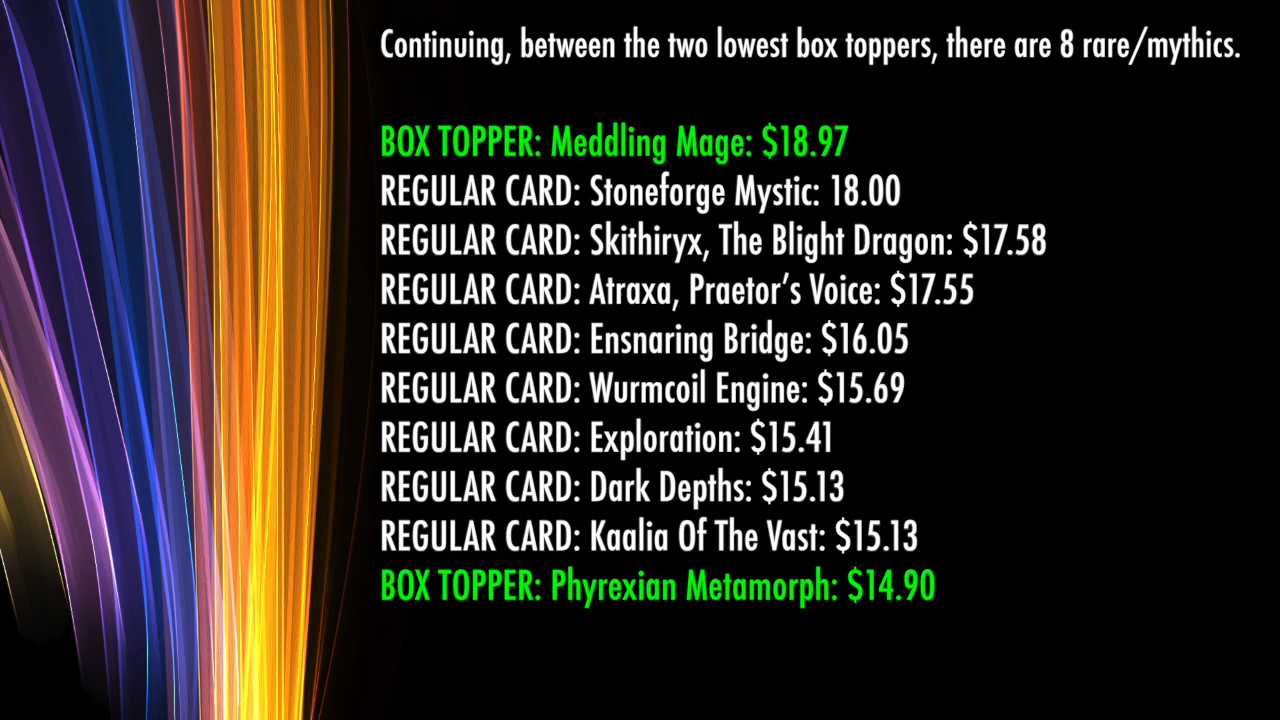 Continuing, between the two lowest box toppers, there are 8 rare/mythics.
BOX TOPPER: Meddling Mage: $18.97
REGULAR CARD: Stoneforge Mystic: 18.00
REGULAR CARD: Skithiryx, The Blight Dragon: $17.58
REGULAR CARD: Atraxa, Praetor’s Voice: $17.55
REGULAR CARD: Ensnaring Bridge: $16.05
REGULAR CARD: Wurmcoil Engine: $15.69
REGULAR CARD: Exploration: $15.41
REGULAR CARD: Dark Depths: $15.13
REGULAR CARD: Kaalia Of The Vast: $15.13
BOX TOPPER: Phyrexian Metamorph: $14.90